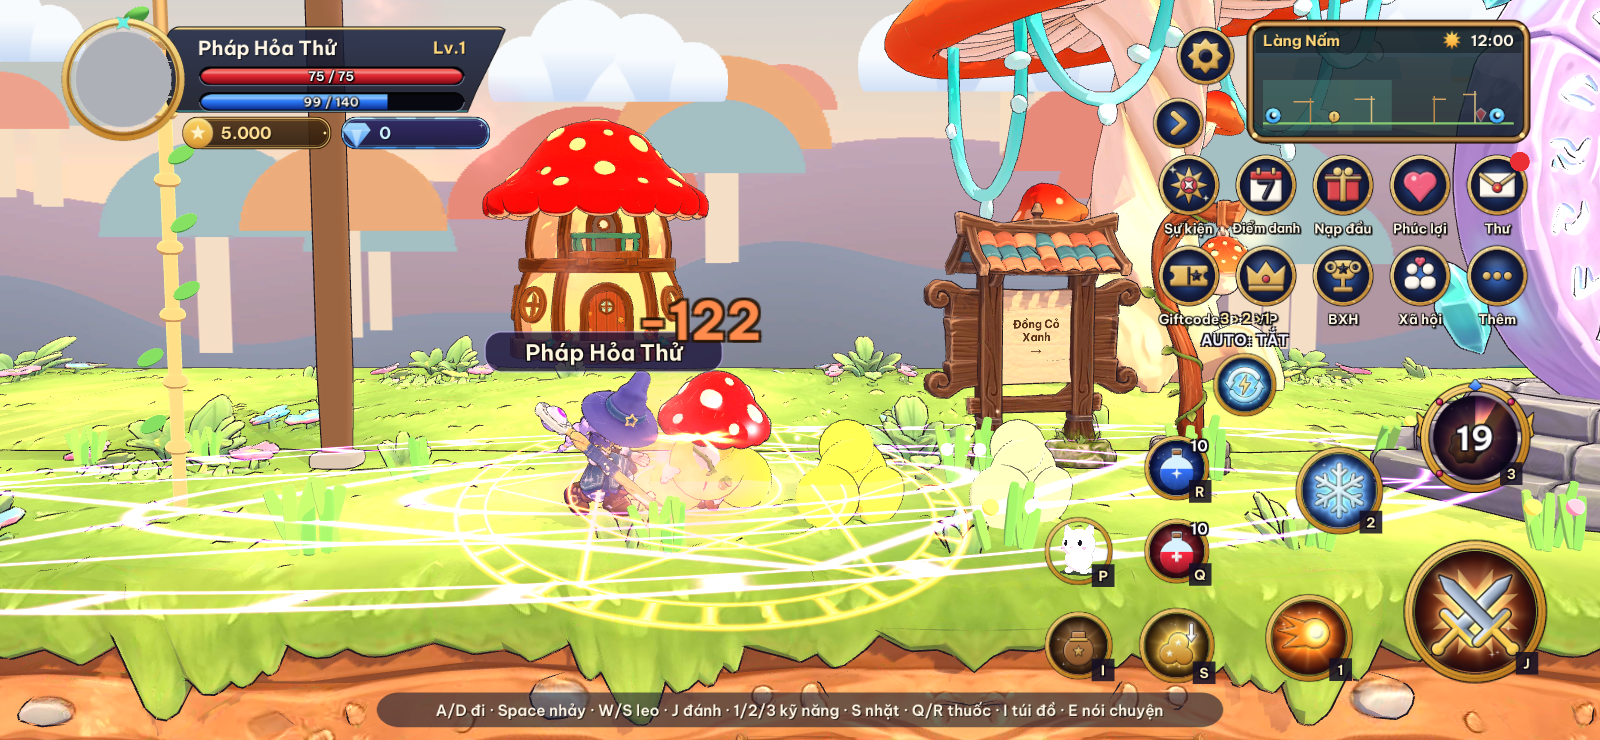 Pháp Hỏa Thử
Lv.1
75 / 75
99 / 140
5.000
0
Làng Nấm
12:00
7
Sự kiện
Điểm danh
Nạp đầu
Phúc lợi
Thư
Giftcode
BXH
Xã hội
Thêm
AUTO: TẮT
-122
Pháp Hỏa Thử
Đồng Cỏ
Xanh
→
19
3
10
R
2
10
Q
P
I
S
1
J
A/D đi · Space nhảy · W/S leo · J đánh · 1/2/3 kỹ năng · S nhặt · Q/R thuốc · I túi đồ · E nói chuyện